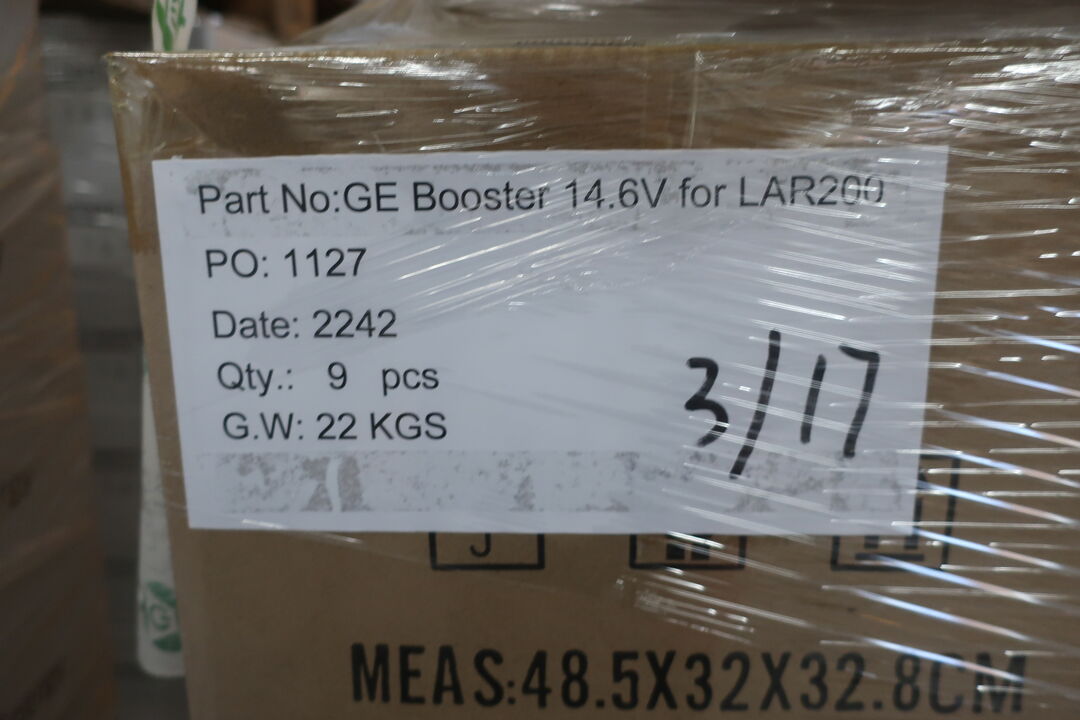 Part No:GE Booster 14.6V for LAR200
PO: 1127
Date: 2242
Qty.: 9 pcs
G.W: 22 KGS
3/17
MEAS:48.5X32X32.8CM